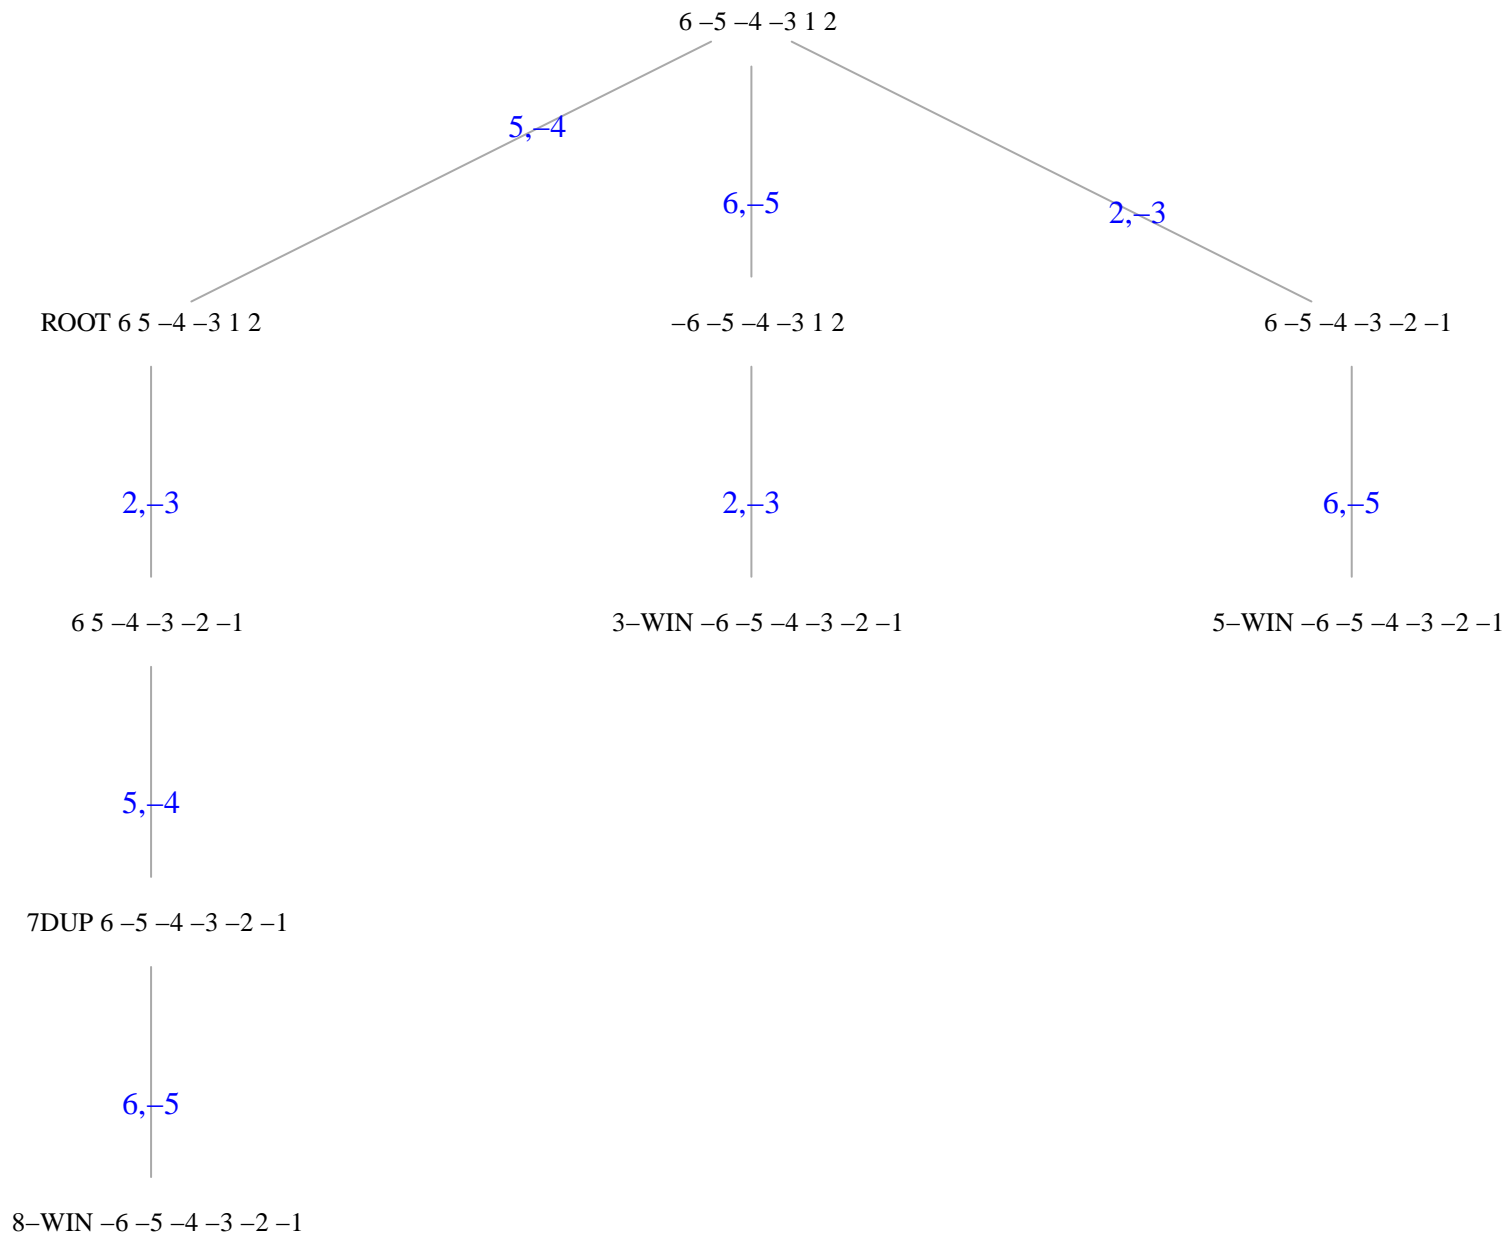 6 –5 –4 –3 1 2
5,–4
6,–5
2,–3
ROOT 6 5 –4 –3 1 2
–6 –5 –4 –3 1 2
6 –5 –4 –3 –2 –1
2,–3
2,–3
6,–5
6 5 –4 –3 –2 –1
3–WIN –6 –5 –4 –3 –2 –1
5–WIN –6 –5 –4 –3 –2 –1
5,–4
7DUP 6 –5 –4 –3 –2 –1
6,–5
8–WIN –6 –5 –4 –3 –2 –1